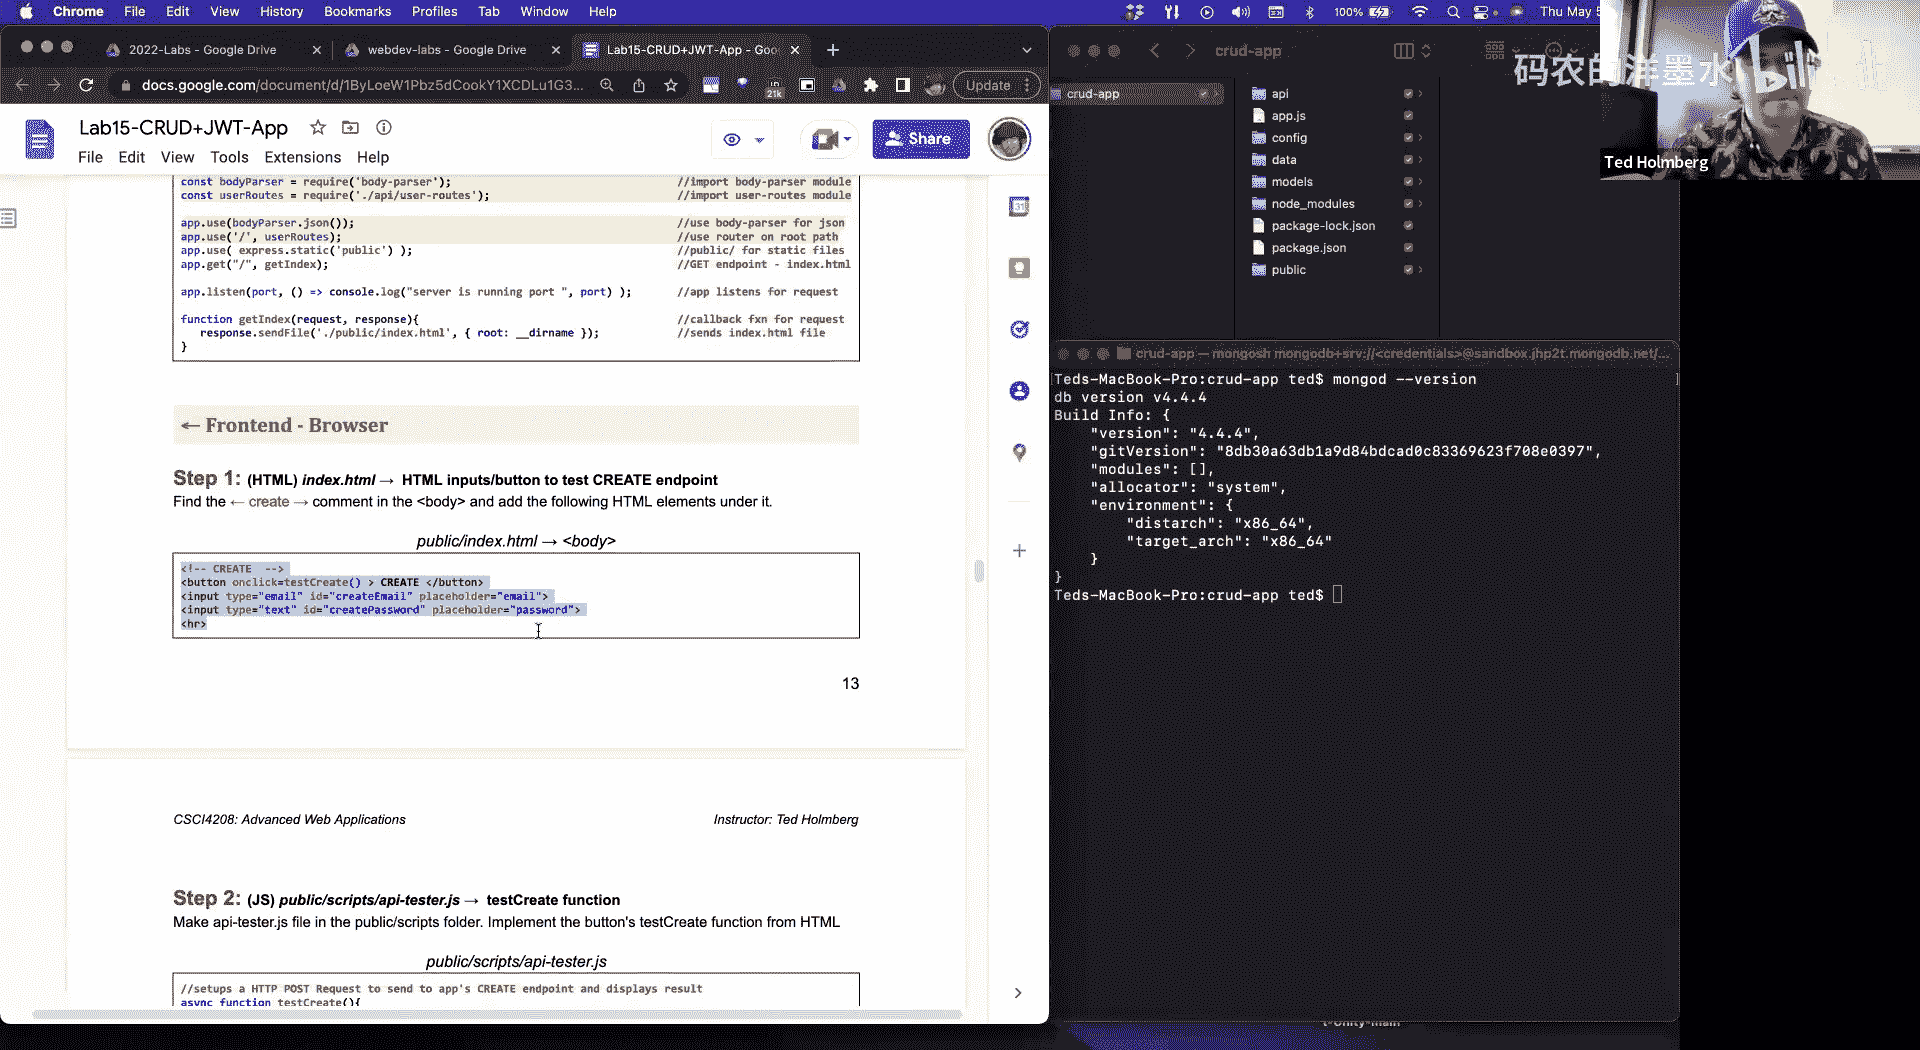 Chrome File Edit View History Bookmarks Profiles Tab Window Help
100% Thu May 5
2022-Labs - Google Drive
webdev-labs - Google Drive
Lab15-CRUD+JWT-App - Goo
docs.google.com/document/d/1ByLoeW1Pbz5dCookY1XCDLu1G3...
21k
Update
Lab15-CRUD+JWT-App
Share
File Edit View Tools Extensions Help
const bodyParser = require('body-parser'); //import body-parser module
const userRoutes = require('./api/user-routes'); //import user-routes module
app.use(bodyParser.json()); //use body-parser for json
app.use('/', userRoutes); //use router on root path
app.use( express.static('public') ); //public/ for static files
app.get("/", getIndex); //GET endpoint - index.html
app.listen(port, () => console.log("server is running port ", port) ); //app listens for request
function getIndex(request, response){ //callback fxn for request
response.sendFile('./public/index.html', { root: __dirname }); //sends index.html file
}
← Frontend - Browser
Step 1: (HTML) index.html → HTML inputs/button to test CREATE endpoint
Find the ← create → comment in the <body> and add the following HTML elements under it.
public/index.html → <body>
<!-- CREATE -->
<button onclick=testCreate() > CREATE </button>
<input type="email" id="createEmail" placeholder="email">
<input type="text" id="createPassword" placeholder="password">
<hr>
13
CSCI4208: Advanced Web Applications Instructor: Ted Holmberg
Step 2: (JS) public/scripts/api-tester.js → testCreate function
Make api-tester.js file in the public/scripts folder. Implement the button's testCreate function from HTML
public/scripts/api-tester.js
//setups a HTTP POST Request to send to app's CREATE endpoint and displays result
async function testCreate(){
31
crud-app
crud-app
api
app.js
config
data
models
node_modules
package-lock.json
package.json
public
crud-app — mongosh mongodb+srv://<credentials>@sandbox.jhp2t.mongodb.net/...
Teds-MacBook-Pro:crud-app ted$ mongod --version
db version v4.4.4
Build Info: {
"version": "4.4.4",
"gitVersion": "8db30a63db1a9d84bdcad0c83369623f708e0397",
"modules": [],
"allocator": "system",
"environment": {
"distarch": "x86_64",
"target_arch": "x86_64"
}
}
Teds-MacBook-Pro:crud-app ted$
码农的洋墨水
Ted Holmberg
t-Unity-main